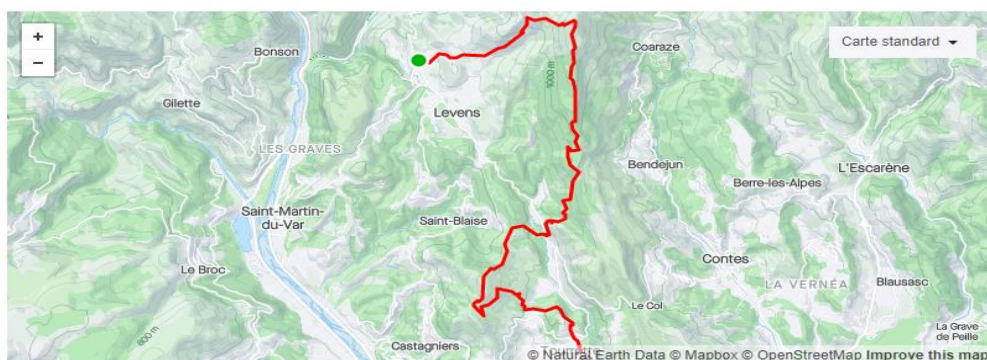 +
−
Bonson
Coaraze
Carte standard
Gilette
1000 m
Levens
LES GRAVES
Bendejun
L'Escarène
Berre-les-Alpes
Saint-Martin-
du-Var
Saint-Blaise
Contes
Le Broc
LA VERNÉA
Blausasc
Le Col
800 m
La Grave
de Peille
Castagniers
© Natural Earth Data © Mapbox © OpenStreetMap Improve this map